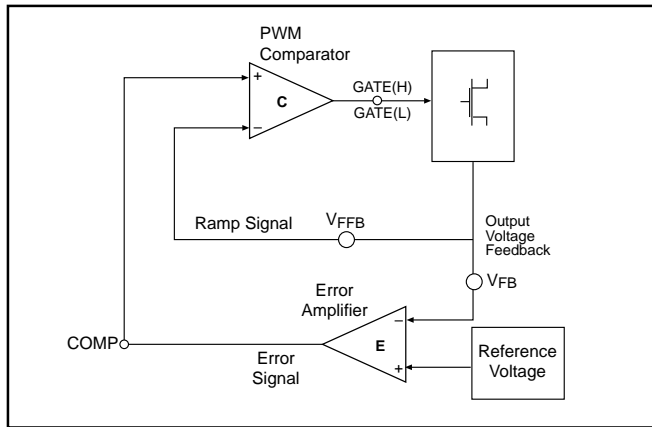 PWM
Comparator
+
C
−
GATE(H)
GATE(L)
Ramp Signal
VFFB
Output
Voltage
Feedback
VFB
Error
Amplifier
−
E
+
COMP
Error
Signal
Reference
Voltage